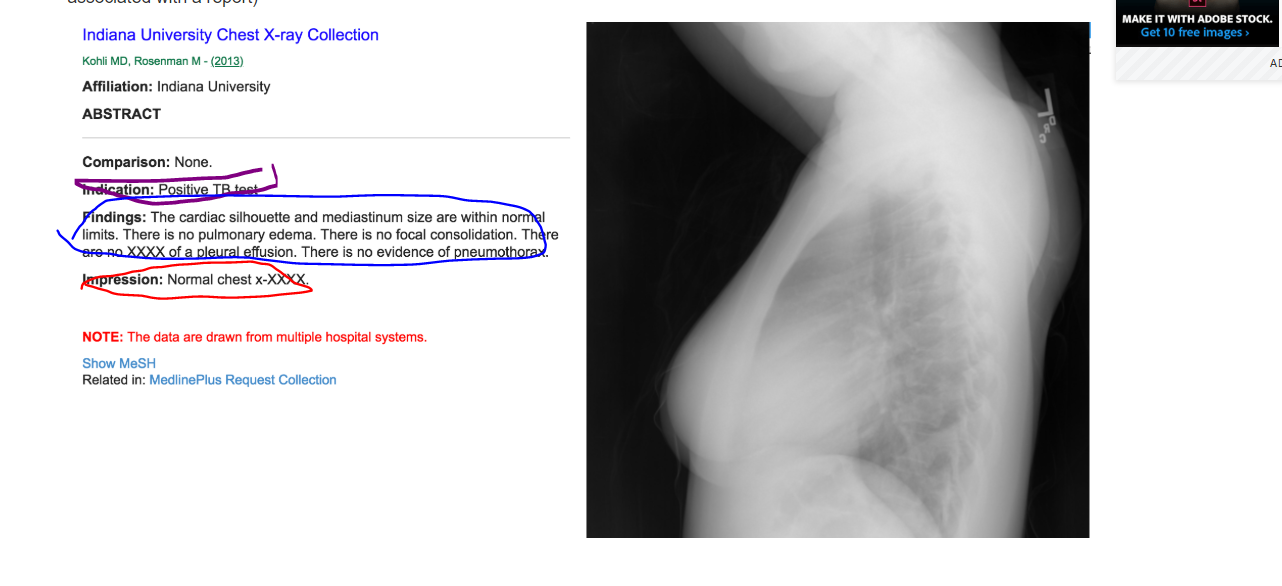 associated with a report)
Indiana University Chest X-ray Collection
Kohli MD, Rosenman M - (2013)
Affiliation: Indiana University
ABSTRACT
Comparison: None.
Indication: Positive TB test
Findings: The cardiac silhouette and mediastinum size are within normal
limits. There is no pulmonary edema. There is no focal consolidation. There
are no XXXX of a pleural effusion. There is no evidence of pneumothorax.
Impression: Normal chest x-XXXX.
NOTE: The data are drawn from multiple hospital systems.
Show MeSH
Related in: MedlinePlus Request Collection
L
MAKE IT WITH ADOBE STOCK.
Get 10 free images ›
AD